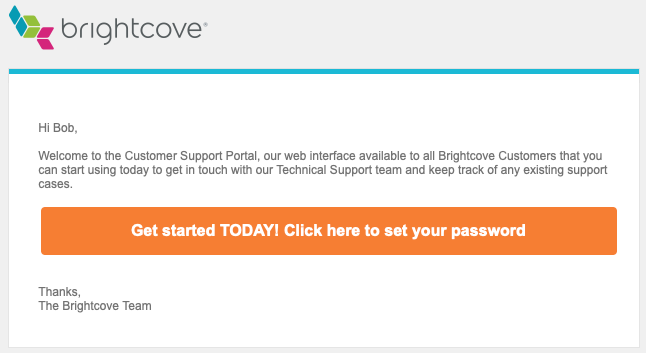 brightcove®
Hi Bob,
Welcome to the Customer Support Portal, our web interface available to all Brightcove Customers that you
can start using today to get in touch with our Technical Support team and keep track of any existing support
cases.
Get started TODAY! Click here to set your password
Thanks,
The Brightcove Team